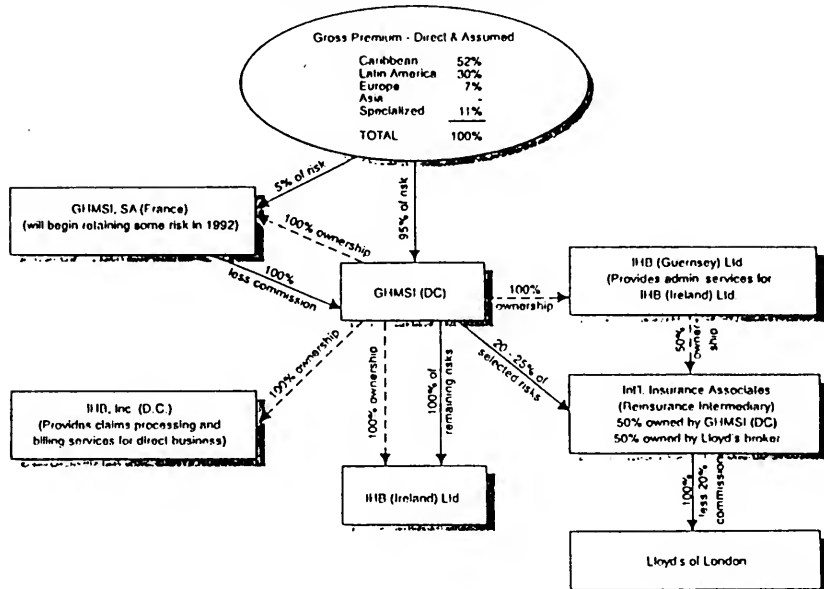 Gross Premium - Direct & Assumed
Caribbean 52%
Latin America 30%
Europe 7%
Asia -
Specialized 11%
TOTAL 100%
5% of risk
95% of risk
GHMSI, SA (France)
(will begin retaining some risk in 1992)
100% ownership
100%
loss commission
GHMSI (DC)
100%
ownership
IHB (Guernsey) Ltd
(Provides admin services for
IHB (Ireland) Ltd
50%
owner-
ship
100% ownership
100% ownership
100% of
remaining risks
20 - 25% of
selected risks
IHB, Inc (D.C.)
(Provides claims processing and
billing services for direct business)
Int'l. Insurance Associates
(Reinsurance Intermediary)
50% owned by GHMSI (DC)
50% owned by Lloyd's broker
IHB (Ireland) Ltd
100%
less 20%
commission
Lloyd's of London